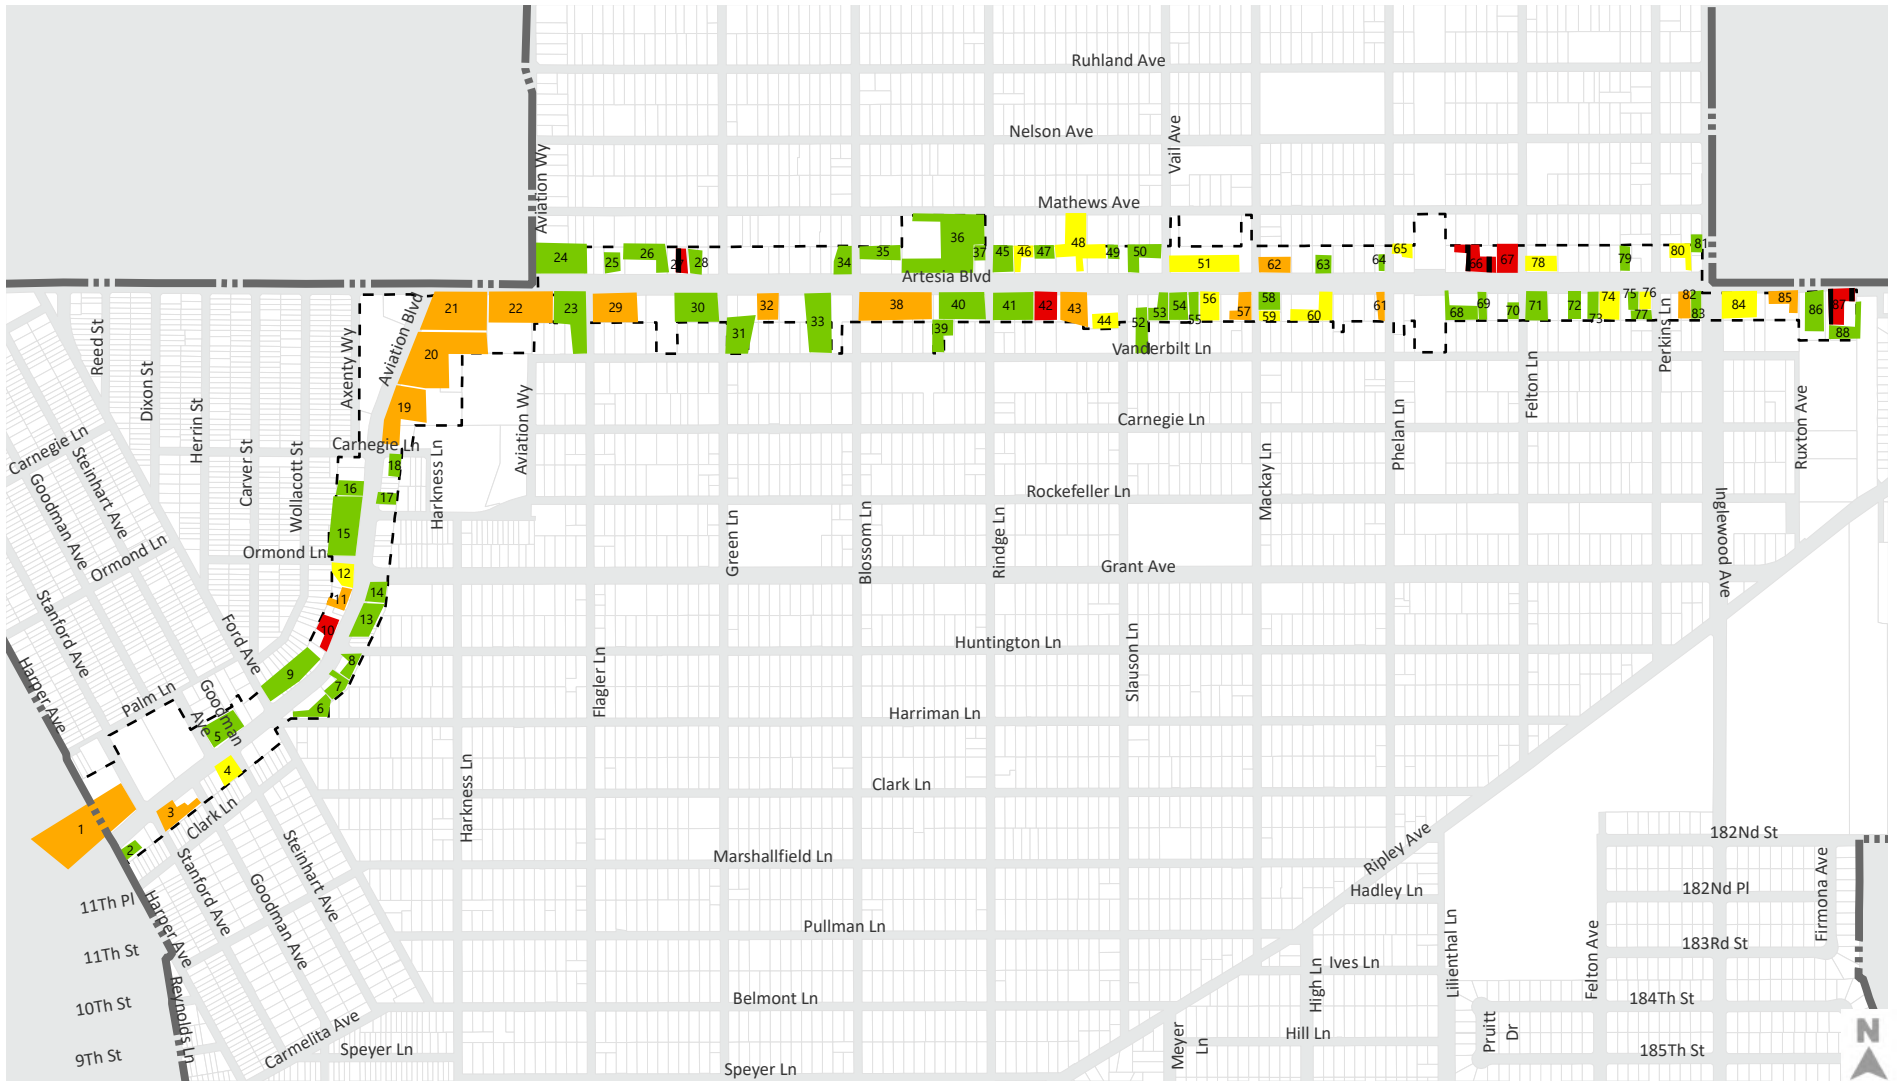 Ruhland Ave
Nelson Ave
Vail Ave
Aviation Wy
Mathews Ave
Artesia Blvd
24
25
26
27
28
34
35
36
37
45
46
47
48
49
50
51
62
63
64
65
66
67
78
79
80
81
21
22
23
29
30
31
32
33
38
39
40
41
42
43
44
52
53
54
55
56
57
58
59
60
61
68
69
70
71
72
73
74
75
76
77
82
83
84
85
86
87
88
Vanderbilt Ln
Aviation Blvd
20
19
18
17
16
15
12
11
10
14
13
9
8
7
6
5
4
3
2
1
Reed St
Dixon St
Herrin St
Carver St
Wollacott St
Axenty Wy
Carnegie Ln
Harkness Ln
Aviation Wy
Carnegie Ln
Rockefeller Ln
Green Ln
Blossom Ln
Rindge Ln
Mackay Ln
Phelan Ln
Felton Ln
Perkins Ln
Ruxton Ave
Inglewood Ave
Carnegie Ln
Steinhart Ave
Goodman Ave
Ormond Ln
Ormond Ln
Stanford Ave
Ford Ave
Harper Ave
Palm Ln
Goodman
Ave
Grant Ave
Huntington Ln
Harriman Ln
Flagler Ln
Slauson Ln
Clark Ln
Clark Ln
Harkness Ln
Marshallfield Ln
Ripley Ave
Hadley Ln
Pullman Ln
Ives Ln
High Ln
Lilienthal Ln
Belmont Ln
Hill Ln
Meyer
Ln
Speyer Ln
Speyer Ln
Carmelita Ave
Steinhart Ave
Goodman Ave
Stanford Ave
Harper Ave
Reynolds Ln
11Th Pl
11Th St
10Th St
9Th St
182Nd St
182Nd Pl
183Rd St
184Th St
185Th St
Felton Ave
Firmona Ave
Pruitt
Dr
N